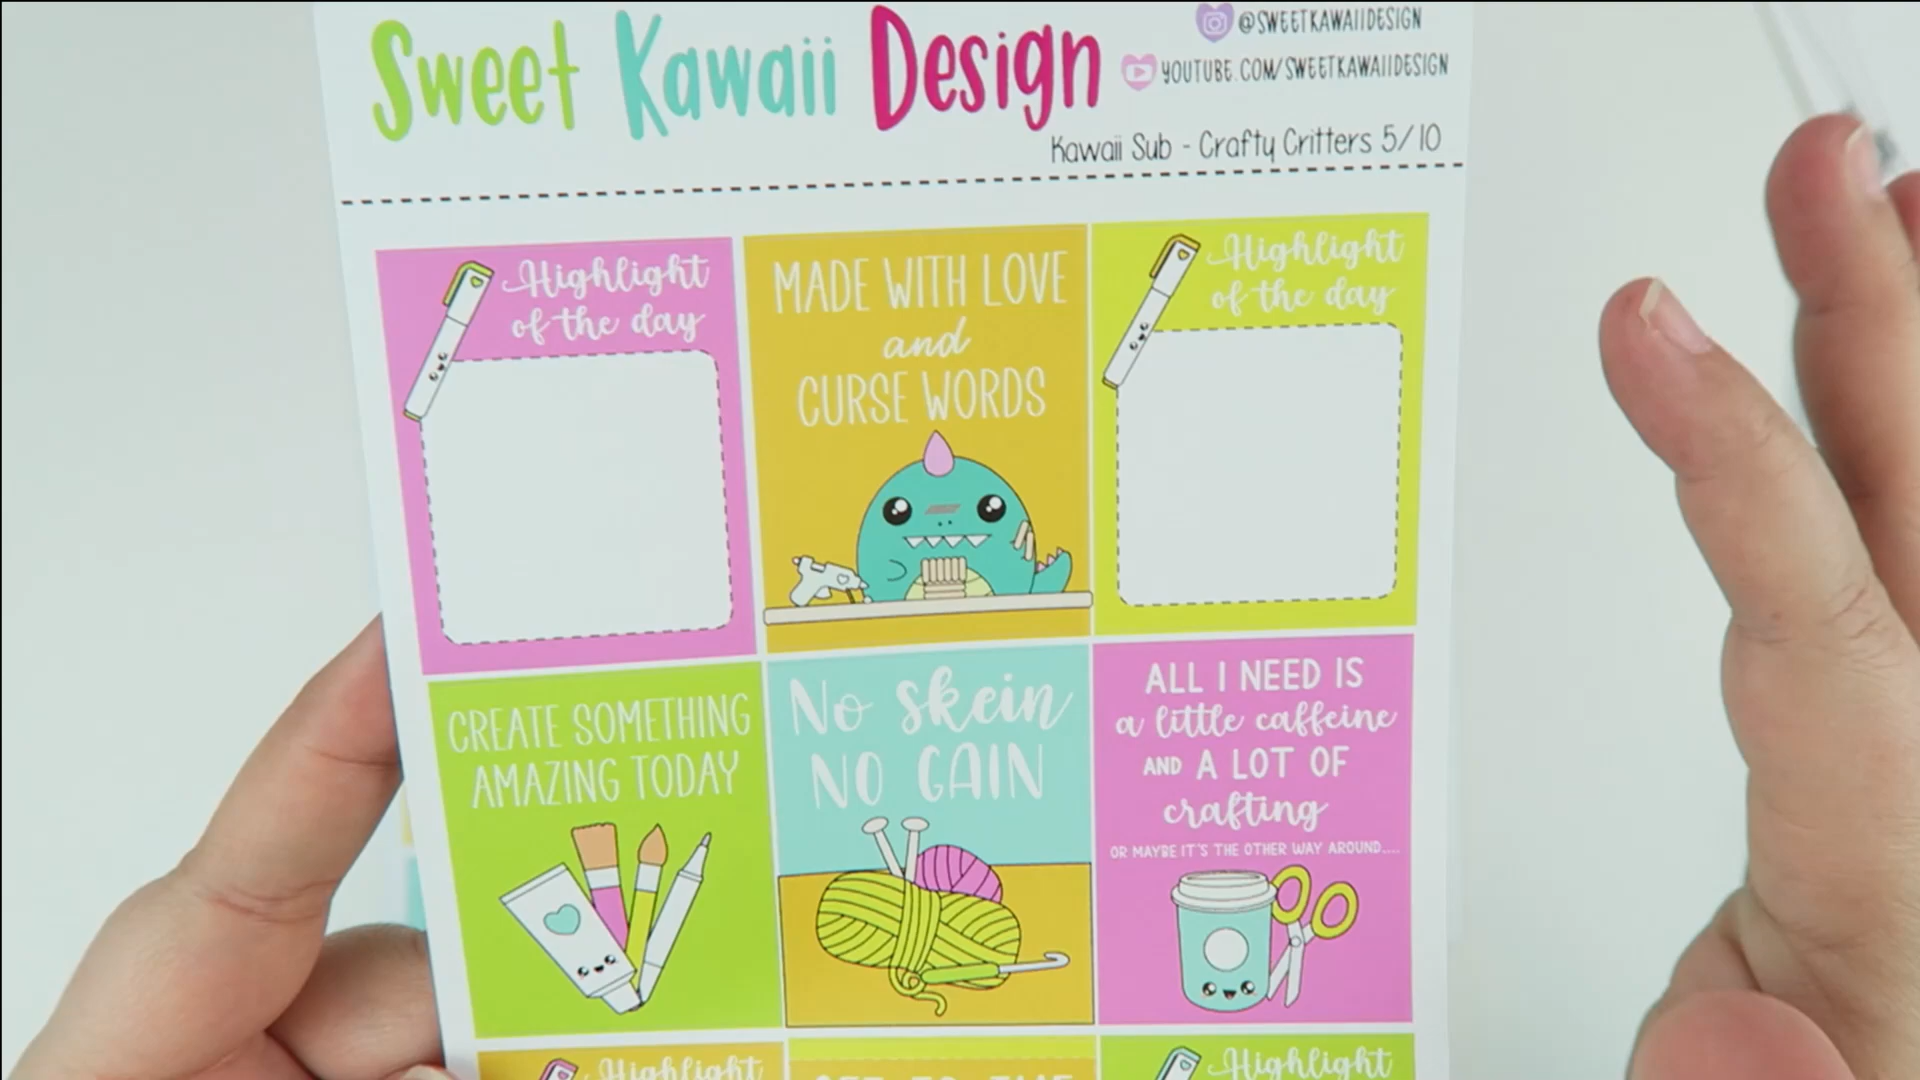 Sweet Kawaii Design
@SWEETKAWAIIDESIGN
YOUTUBE.COM/SWEETKAWAIIDESIGN
Kawaii Sub - Crafty Critters 5/10
Highlight
of the day
MADE WITH LOVE
and
CURSE WORDS
Highlight
of the day
CREATE SOMETHING
AMAZING TODAY
No skein
NO GAIN
ALL I NEED IS
a little caffeine
AND A LOT OF
crafting
OR MAYBE IT'S THE OTHER WAY AROUND....
Highlight
Highlight